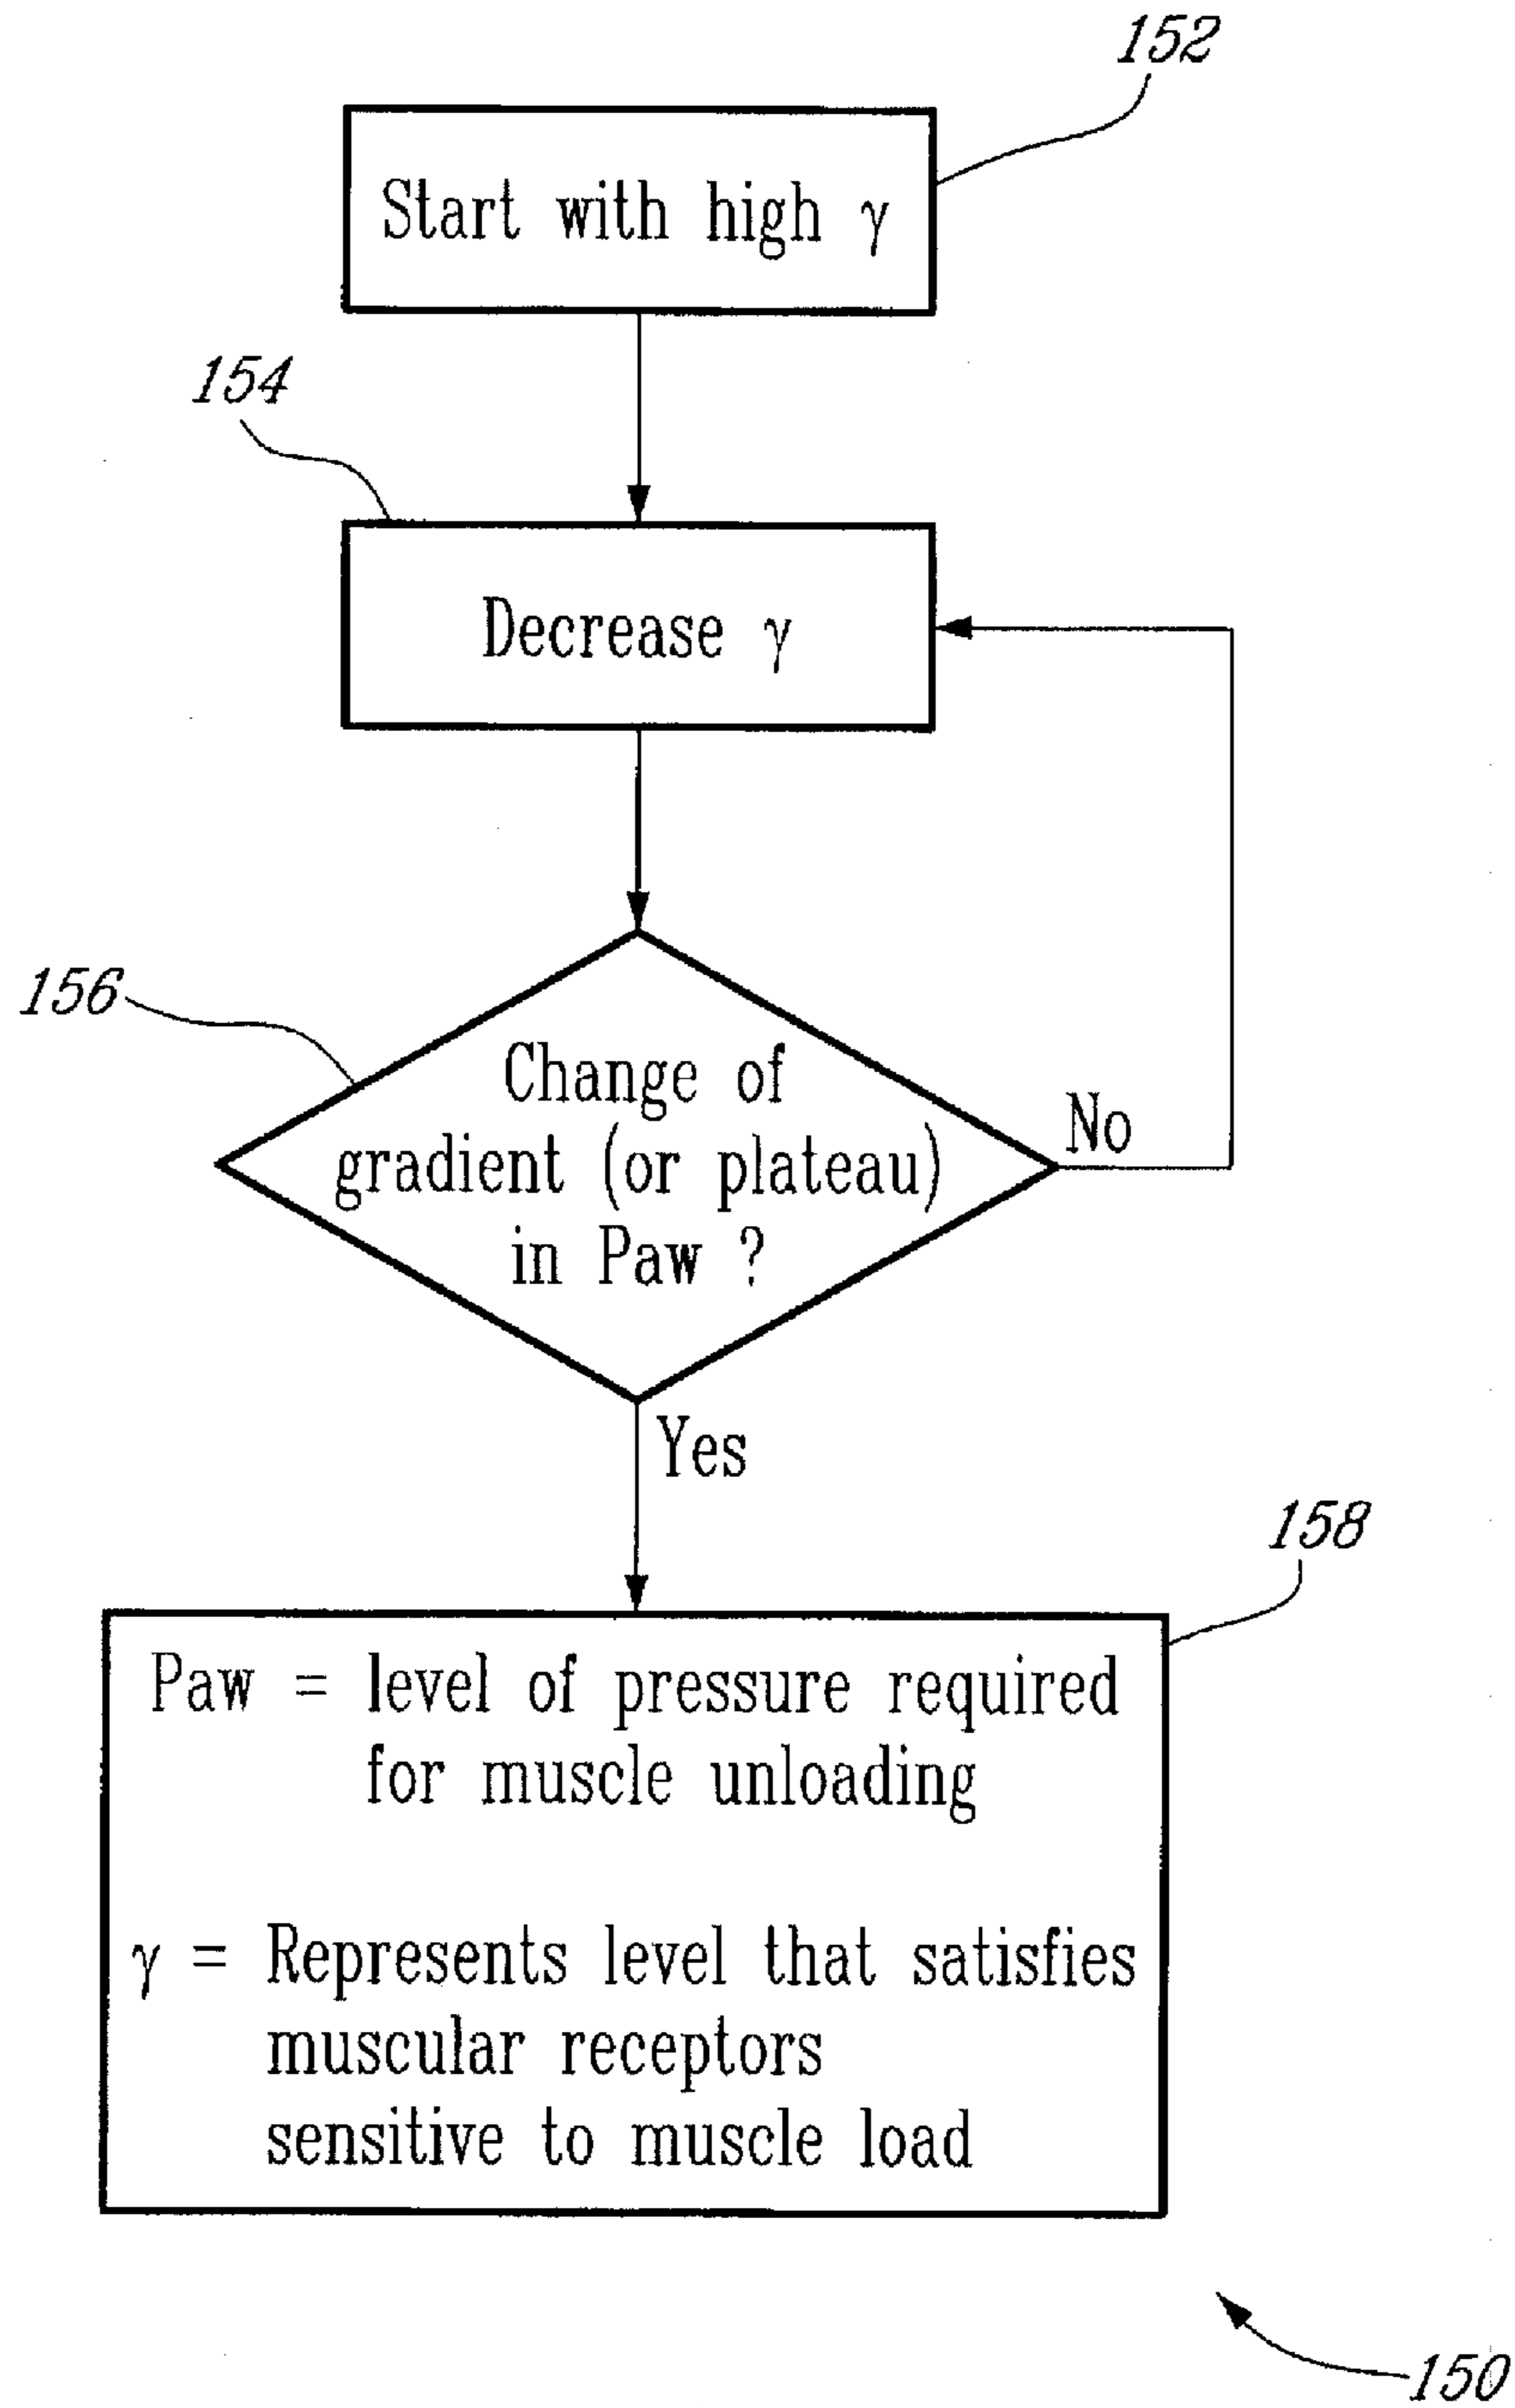 152
Start with high γ
154
Decrease γ
156
Change of
gradient (or plateau)
in Paw ?
No
Yes
158
Paw = level of pressure required
for muscle unloading
γ = Represents level that satisfies
muscular receptors
sensitive to muscle load
150